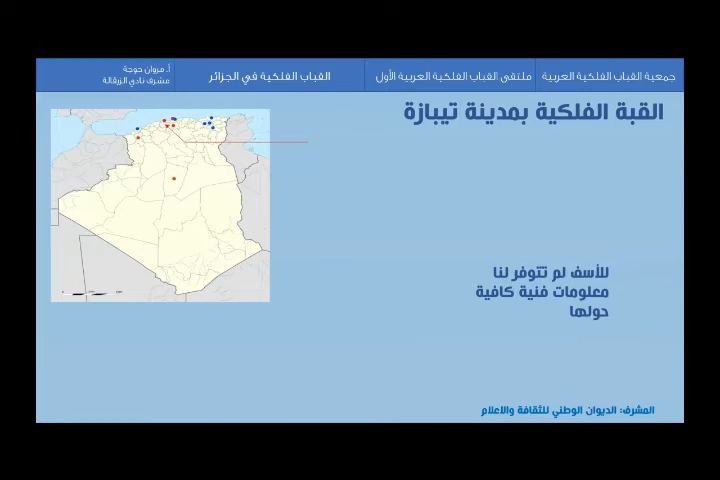 جمعية القباب الفلكية العربية
ملتقى القباب الفلكية العربية الأول
القباب الفلكية في الجزائر
أ. مروان حوجة
مشرف نادي الزرقالة
القبة الفلكية بمدينة تيبازة
للأسف لم تتوفر لنا
معلومات فنية كافية
حولها
المشرف: الديوان الوطني للثقافة والاعلام